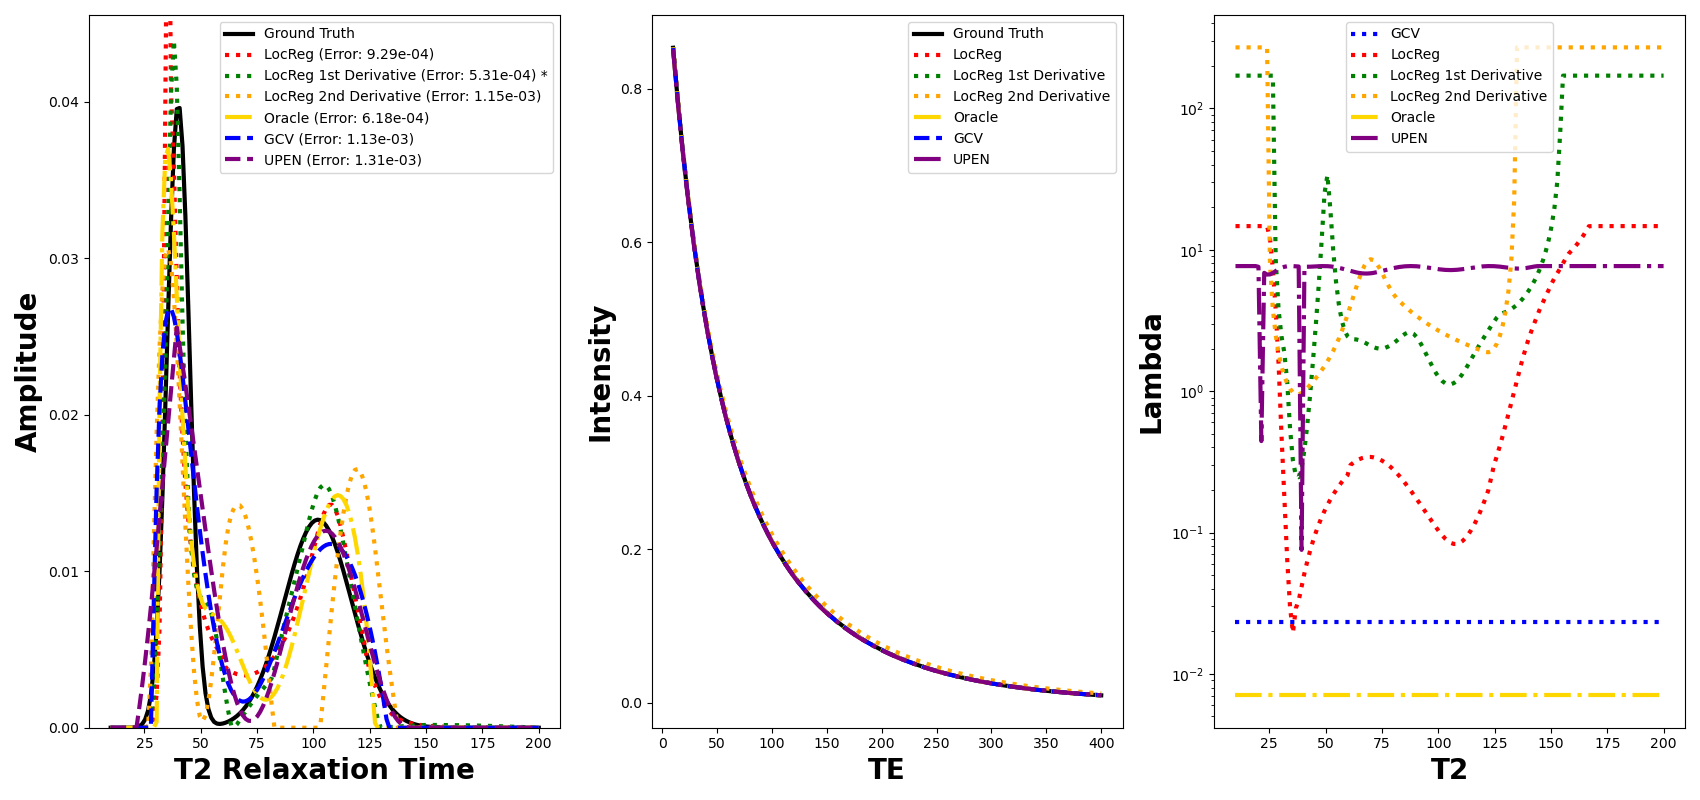 Ground Truth
LocReg (Error: 9.29e-04)
LocReg 1st Derivative (Error: 5.31e-04) *
LocReg 2nd Derivative (Error: 1.15e-03)
Oracle (Error: 6.18e-04)
GCV (Error: 1.13e-03)
UPEN (Error: 1.31e-03)
0.04
0.03
0.02
0.01
0.00
Amplitude
25 50 75 100 125 150 175 200
T2 Relaxation Time
Ground Truth
LocReg
LocReg 1st Derivative
LocReg 2nd Derivative
Oracle
GCV
UPEN
0.8
0.6
0.4
0.2
0.0
Intensity
0 50 100 150 200 250 300 350 400
TE
GCV
LocReg
LocReg 1st Derivative
LocReg 2nd Derivative
Oracle
UPEN
10²
10¹
10⁰
10⁻¹
10⁻²
Lambda
25 50 75 100 125 150 175 200
T2